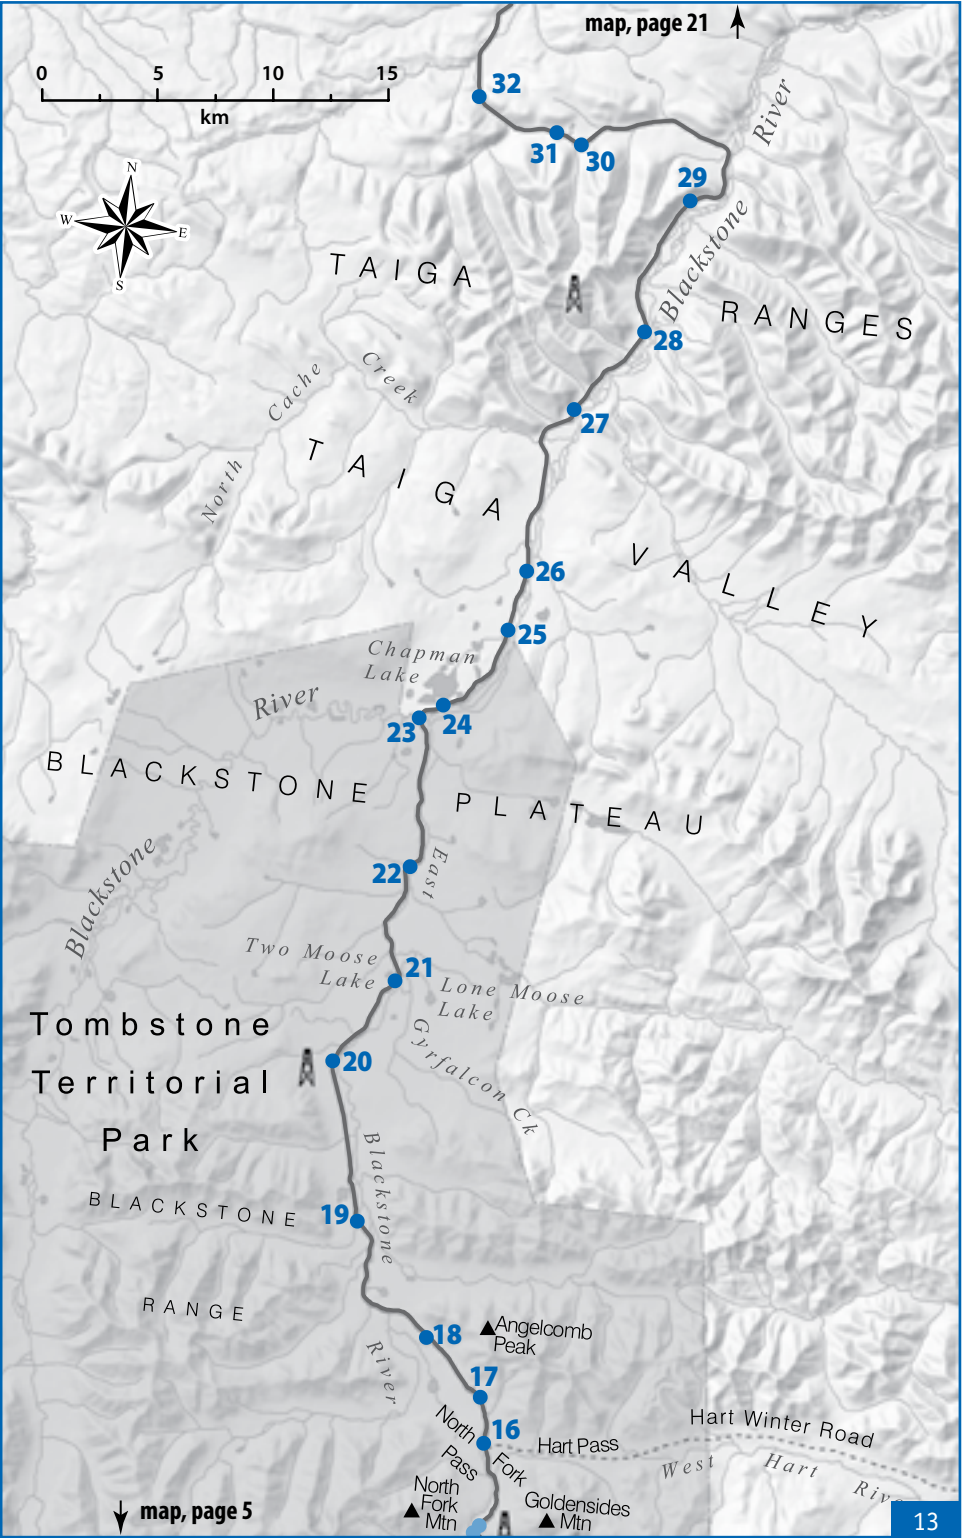 map, page 21
0 5 10 15
km
32
31
30
29
River
N
W
E
S
Blackstone
TAIGA
RANGES
28
Cache
Creek
27
North
TAIGA
VALLEY
26
25
Chapman
Lake
River
24
23
BLACKSTONE
PLATEAU
Blackstone
22
East
Two Moose
Lake
21
Lone Moose
Lake
Tombstone
Territorial
Park
20
Gyrfalcon Ck
Blackstone
BLACKSTONE
19
RANGE
18
Angelcomb
Peak
River
17
16
North
Fork
Pass
Hart Pass
Hart Winter Road
West Hart
North
Fork
Mtn
Goldensides
Mtn
map, page 5
13